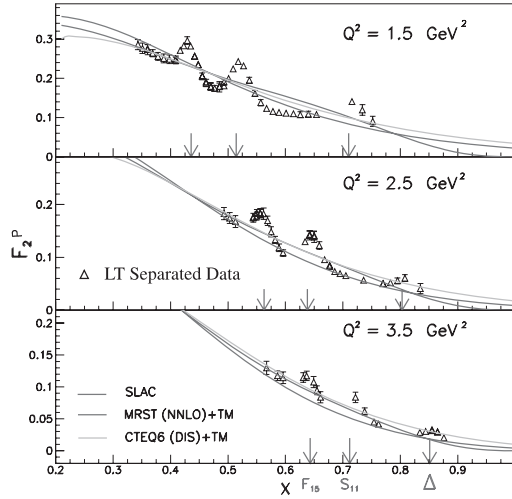 Q² = 1.5 GeV²
0.3
0.2
0.1
0
Q² = 2.5 GeV²
0.2
0.1
0
F₂ᴾ
△ LT Separated Data
Q² = 3.5 GeV²
0.2
0.15
0.1
0.05
0
SLAC
MRST (NNLO)+TM
CTEQ6 (DIS)+TM
0.2 0.3 0.4 0.5 0.6 0.7 0.8 0.9
X F₁₅ S₁₁ Δ